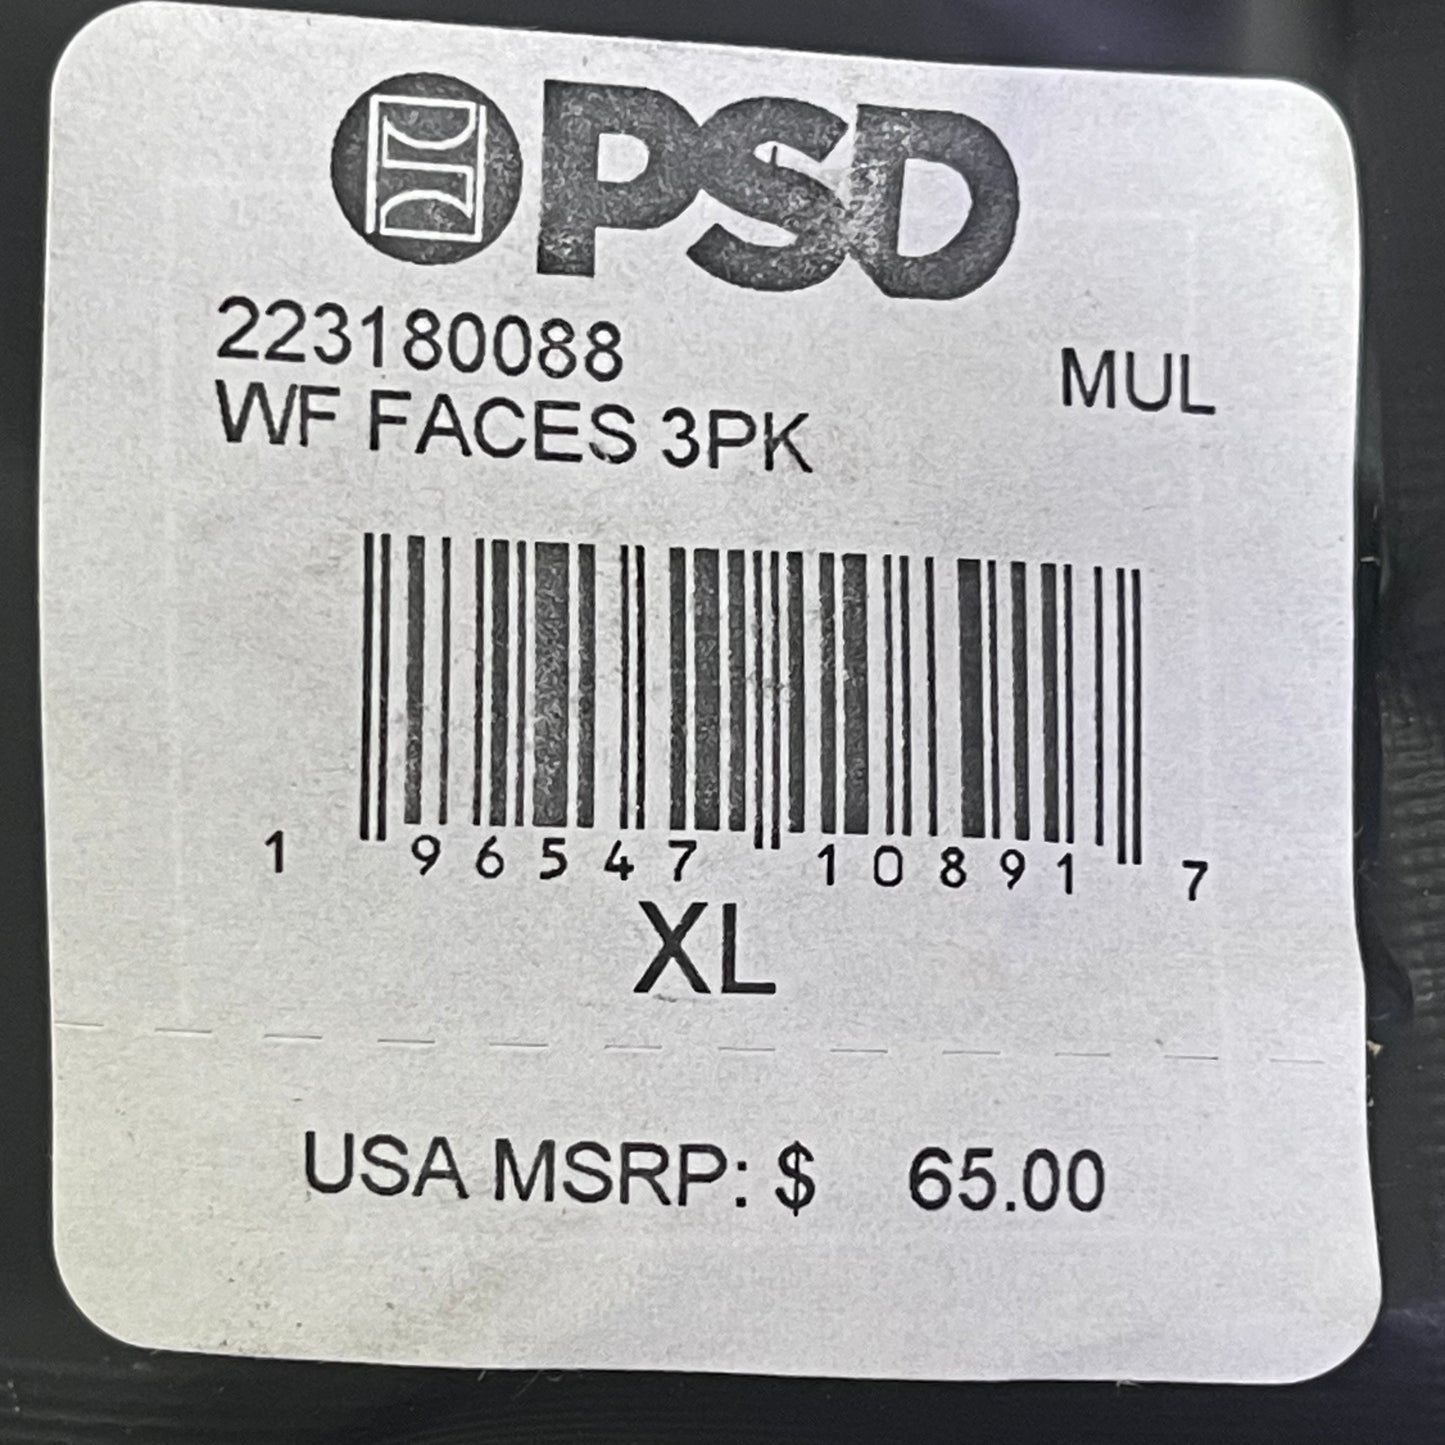 PSD
223180088
MUL
WF FACES 3PK
1 96547 10891 7
XL
USA MSRP: $ 65.00